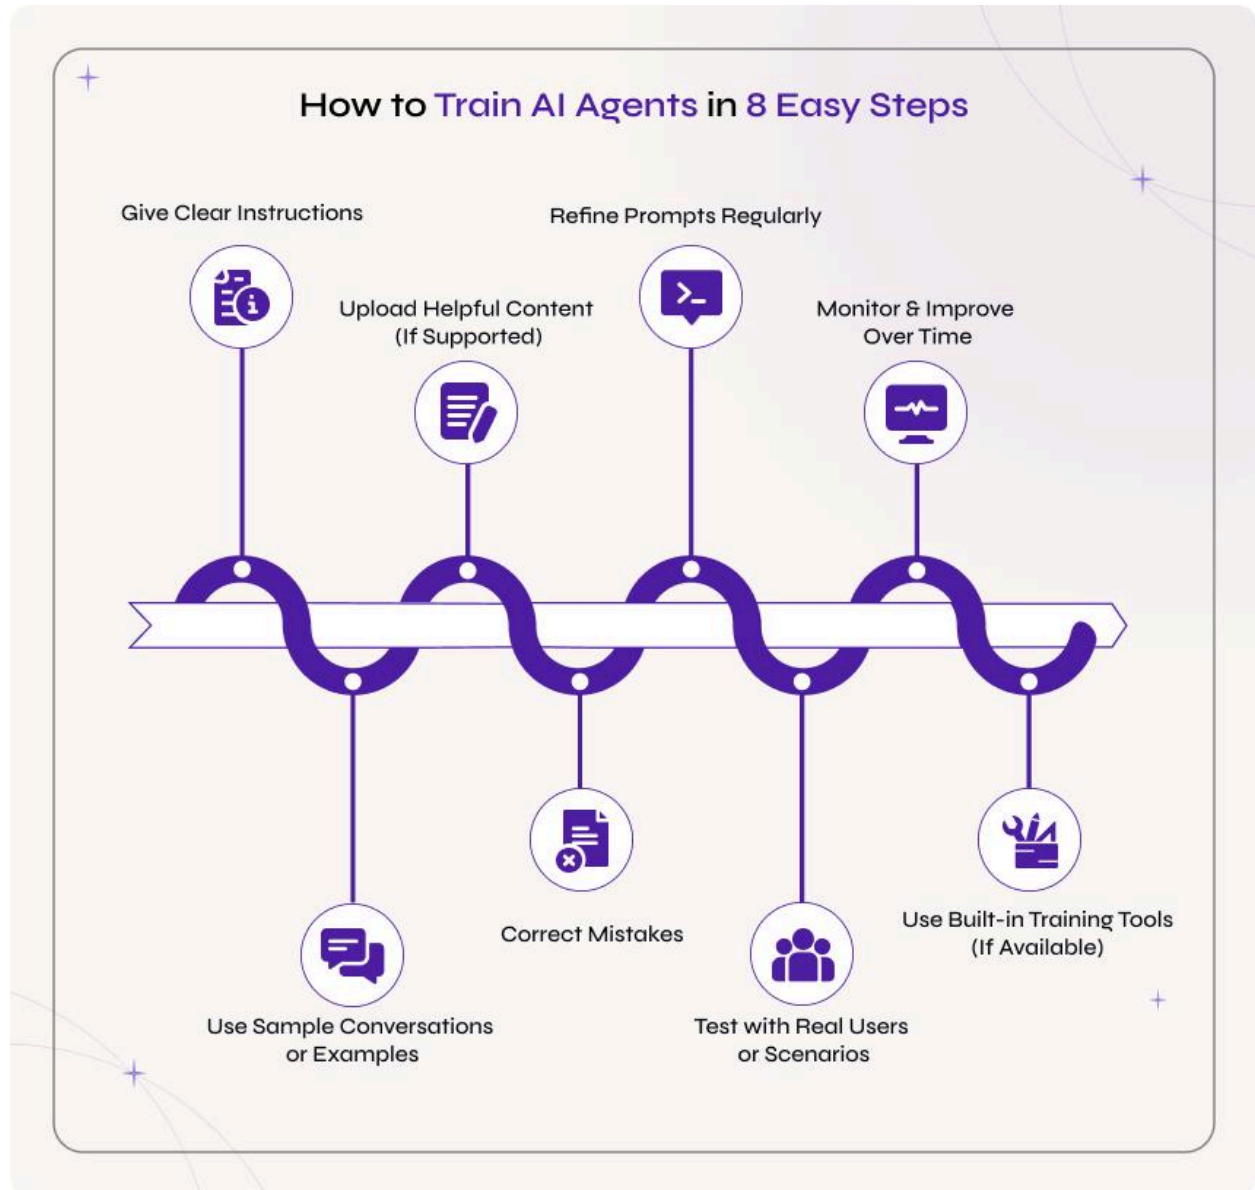 How to Train AI Agents in 8 Easy Steps
Give Clear Instructions
Use Sample Conversations
or Examples
Upload Helpful Content
(If Supported)
Correct Mistakes
Refine Prompts Regularly
Test with Real Users
or Scenarios
Monitor & Improve
Over Time
Use Built-in Training Tools
(If Available)